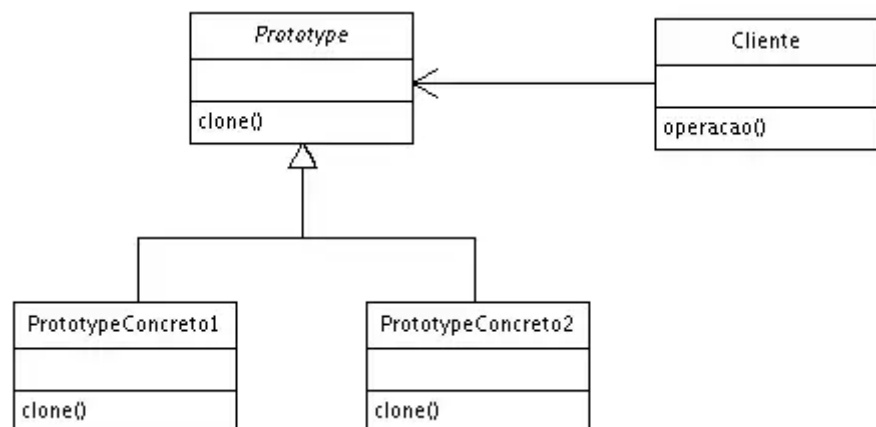 Prototype
clone()
Cliente
operacao()
PrototypeConcreto1
clone()
PrototypeConcreto2
clone()